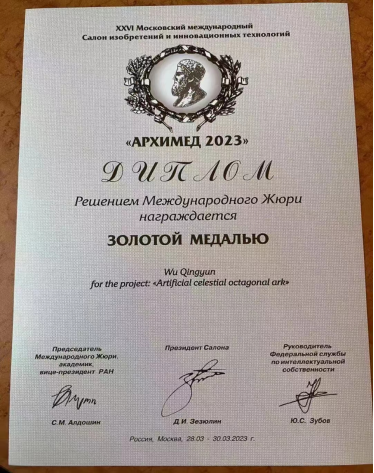 XXVI Московский международный
Салон изобретений и инновационных технологий
«АРХИМЕД 2023»
ДИПЛОМ
Решением Международного Жюри
награждается
ЗОЛОТОЙ МЕДАЛЬЮ
Wu Qingyun
for the project: «Artificial celestial octagonal ark»
Председатель
Международного Жюри,
академик,
вице-президент РАН
С.М. Алдошин
Президент Салона
Д.И. Зезюлин
Руководитель
Федеральной службы
по интеллектуальной
собственности
Ю.С. Зубов
Россия, Москва, 28.03 - 30.03.2023 г.